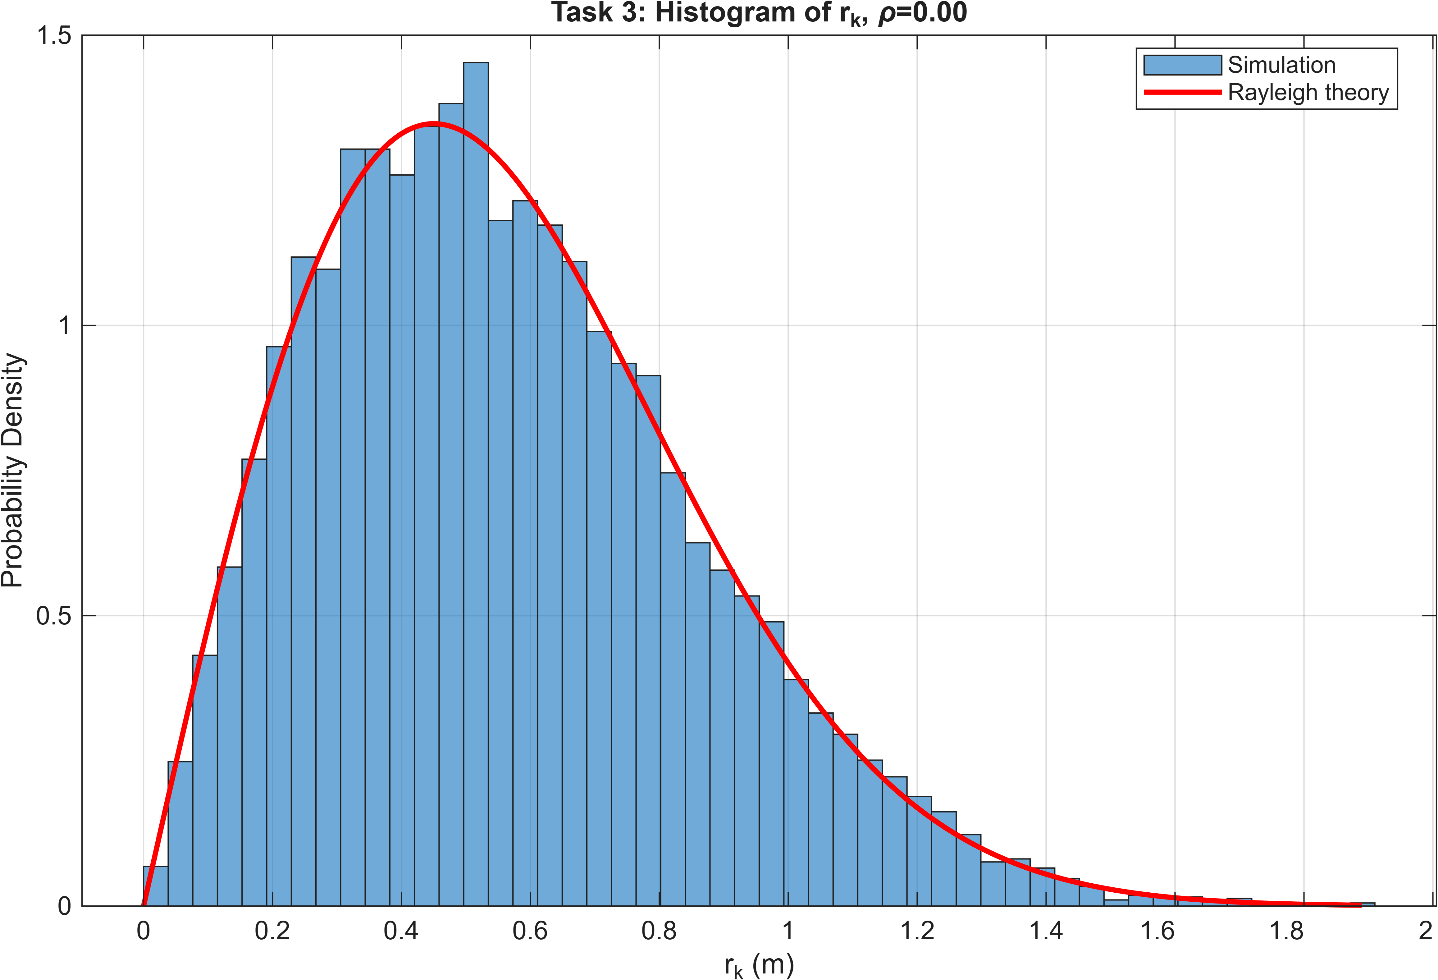 Task 3: Histogram of rₖ, ρ=0.00
1.5
Simulation
Rayleigh theory
1
Probability Density
0.5
0
0 0.2 0.4 0.6 0.8 1 1.2 1.4 1.6 1.8 2
rₖ (m)